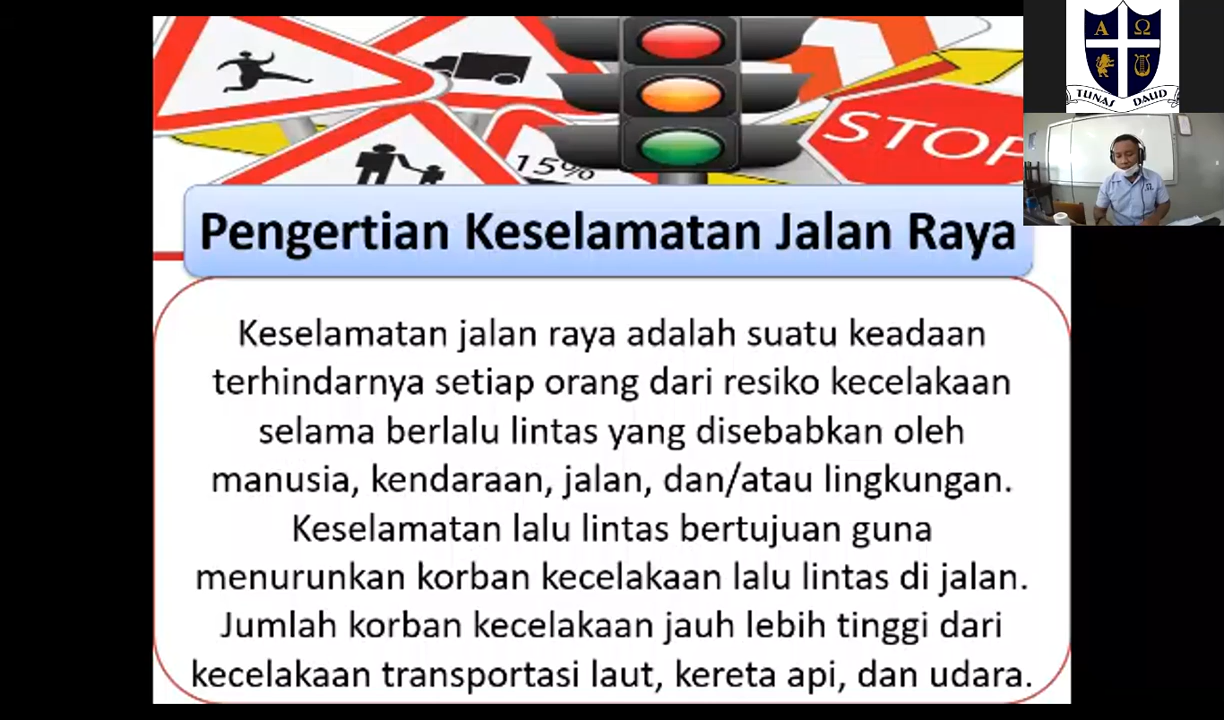 15%
STOP
Α Ω
TUNAS DAUD
Pengertian Keselamatan Jalan Raya
Keselamatan jalan raya adalah suatu keadaan
terhindarnya setiap orang dari resiko kecelakaan
selama berlalu lintas yang disebabkan oleh
manusia, kendaraan, jalan, dan/atau lingkungan.
Keselamatan lalu lintas bertujuan guna
menurunkan korban kecelakaan lalu lintas di jalan.
Jumlah korban kecelakaan jauh lebih tinggi dari
kecelakaan transportasi laut, kereta api, dan udara.